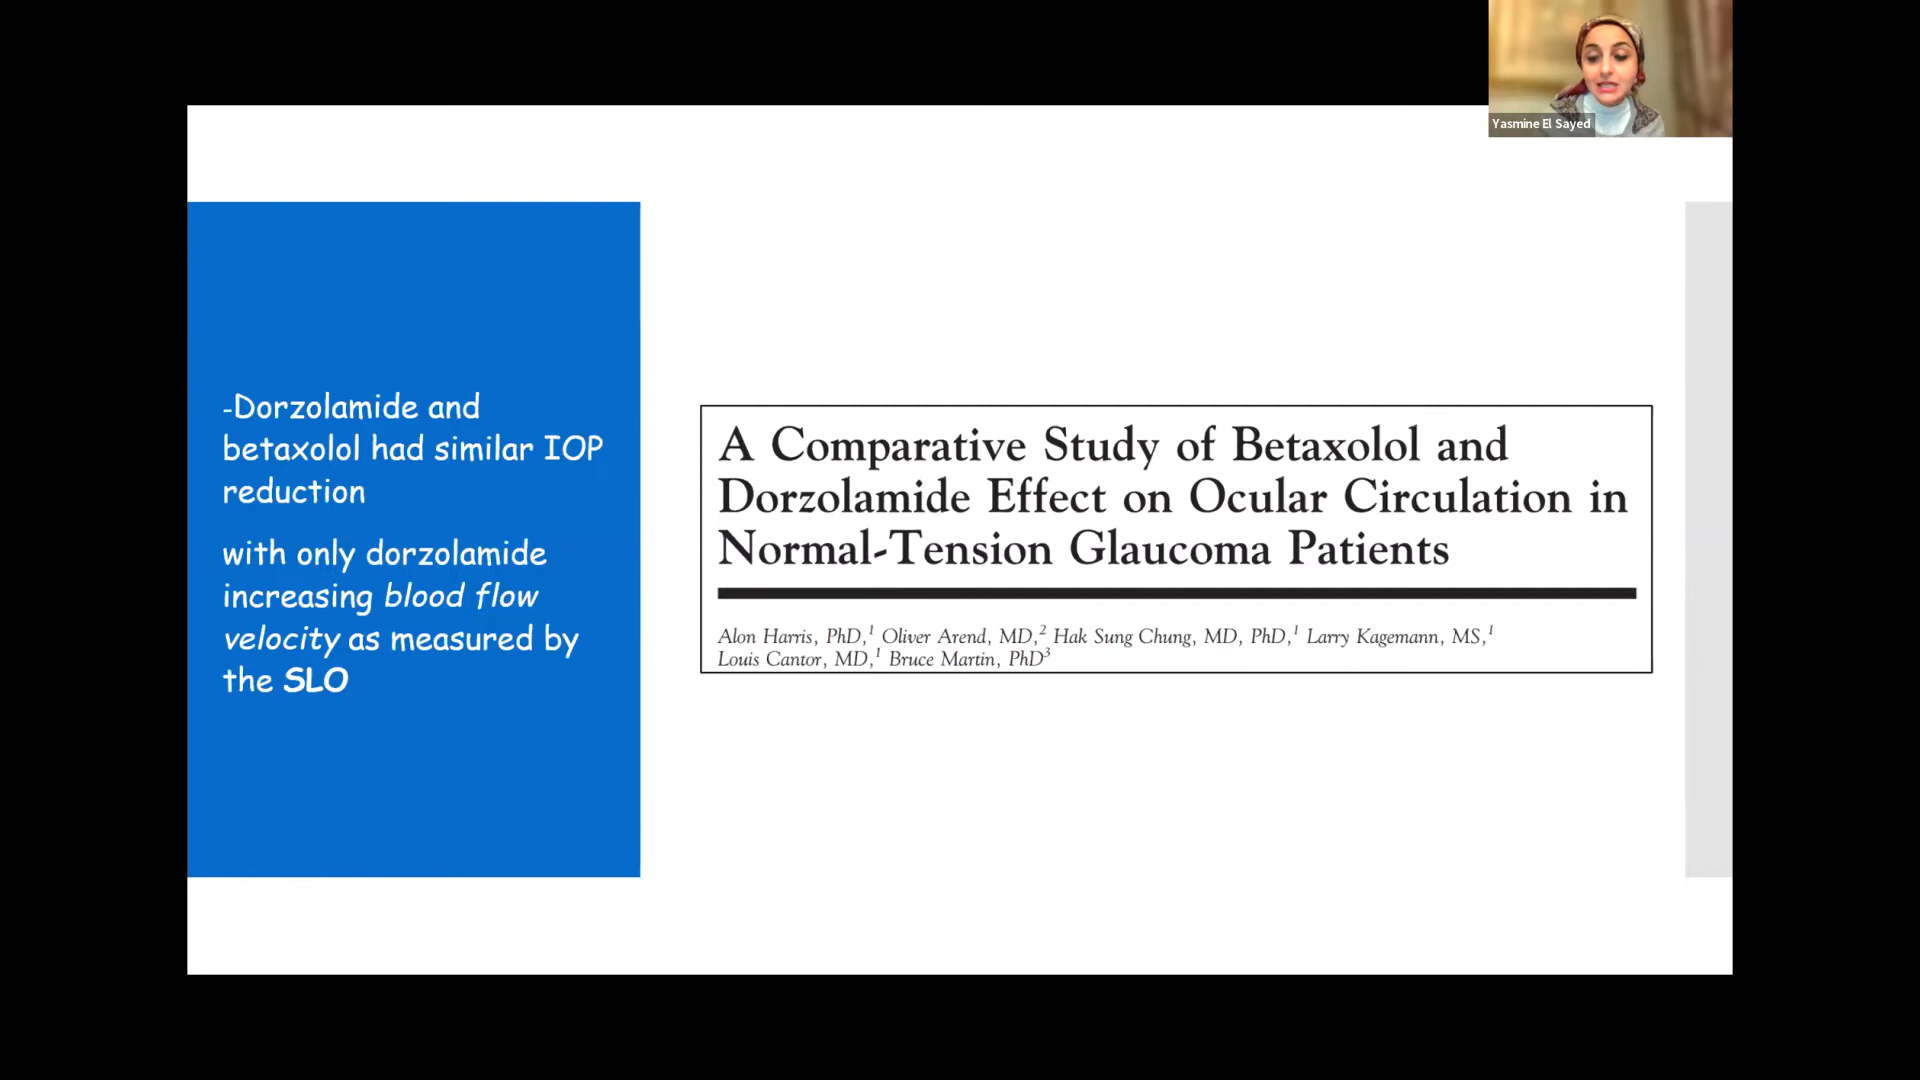 Yasmine El Sayed
-Dorzolamide and
betaxolol had similar IOP
reduction
with only dorzolamide
increasing blood flow
velocity as measured by
the SLO
A Comparative Study of Betaxolol and
Dorzolamide Effect on Ocular Circulation in
Normal-Tension Glaucoma Patients
Alon Harris, PhD,¹ Oliver Arend, MD,² Hak Sung Chung, MD, PhD,¹ Larry Kagemann, MS,¹
Louis Cantor, MD,¹ Bruce Martin, PhD³